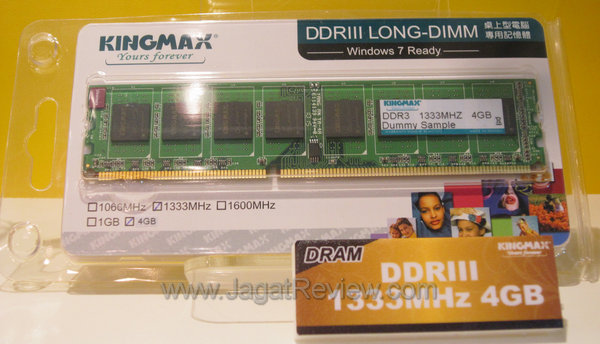 KINGMAX®
Yours forever
DDRIII LONG-DIMM
Windows 7 Ready
桌上型電腦
專用記憶體
KINGMAX
DDR3 1333MHZ 4GB
Dummy Sample
1066MHz 1333MHz 1600MHz
1GB 4GB
DRAM
KINGMAX
Yours forever
DDRIII
1333MHz 4GB
www.JagatReview.com